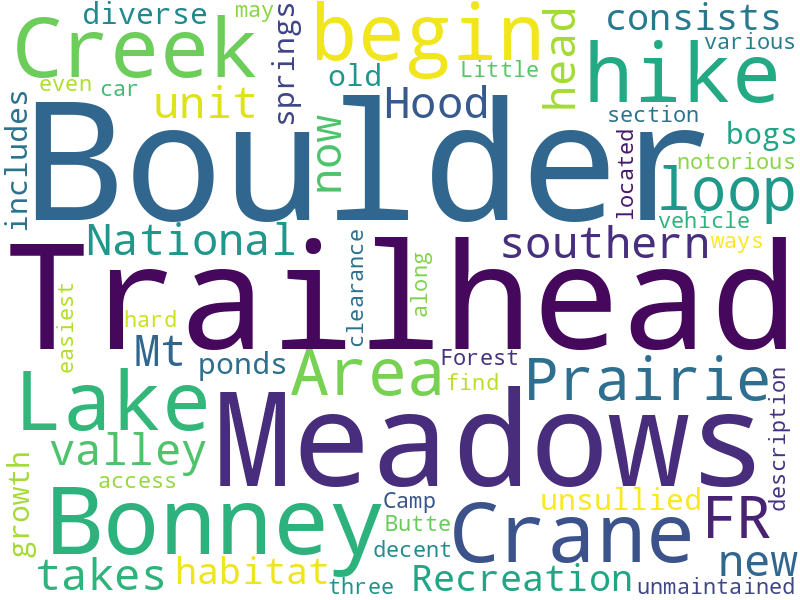 diverse
may
springs
begin
head
consists
Creek
various
even
car
old
Little
hike
unit
Hood
section
includes
Boulder
now
located
bogs
notorious
loop
vehicle
National
southern
ways
Trailhead
clearance
along
easiest
hard
Mt
ponds
Area
Forest
find
Prairie
description
Lake
Meadows
valley
access
growth
Bonney
Camp
Butte
decent
Crane
unsullied
FR
new
takes
habitat
three
Recreation
unmaintained